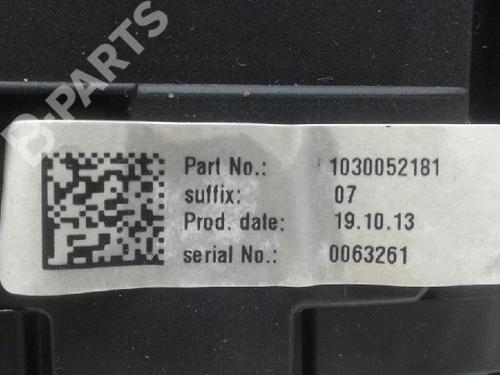 B-PARTS
Part No.: 1030052181
suffix: 07
Prod. date: 19.10.13
serial No.: 0063261